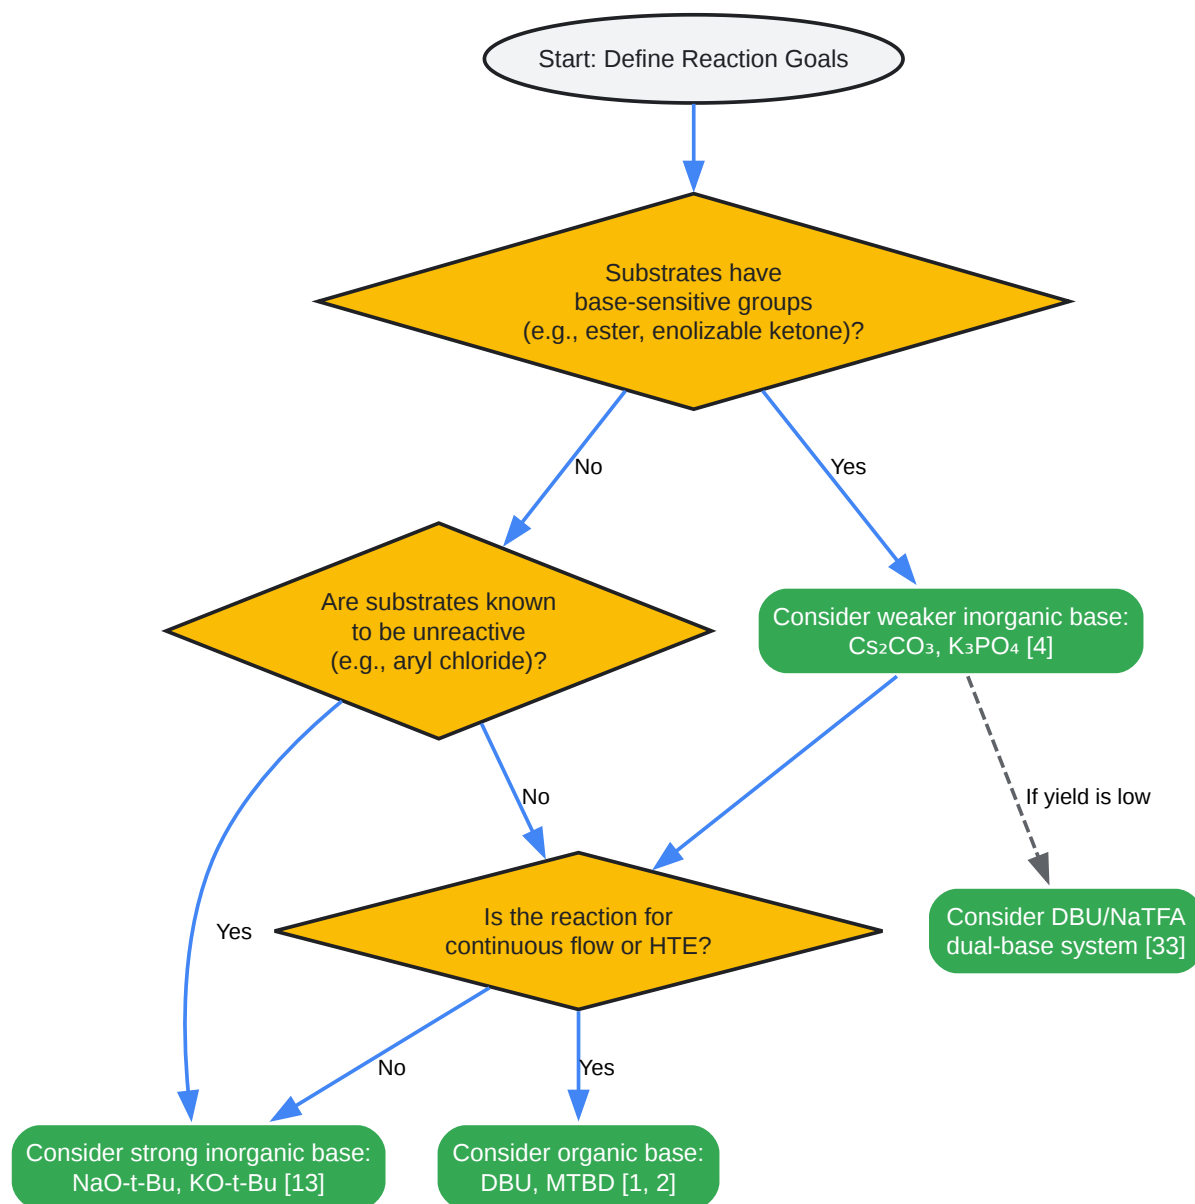 Start: Define Reaction Goals
Substrates have
base-sensitive groups
(e.g., ester, enolizable ketone)?
No
Yes
Are substrates known
to be unreactive
(e.g., aryl chloride)?
Consider weaker inorganic base:
Cs₂CO₃, K₃PO₄ [4]
No
If yield is low
Yes
Is the reaction for
continuous flow or HTE?
Consider DBU/NaTFA
dual-base system [33]
No
Yes
Consider strong inorganic base:
NaO-t-Bu, KO-t-Bu [13]
Consider organic base:
DBU, MTBD [1, 2]